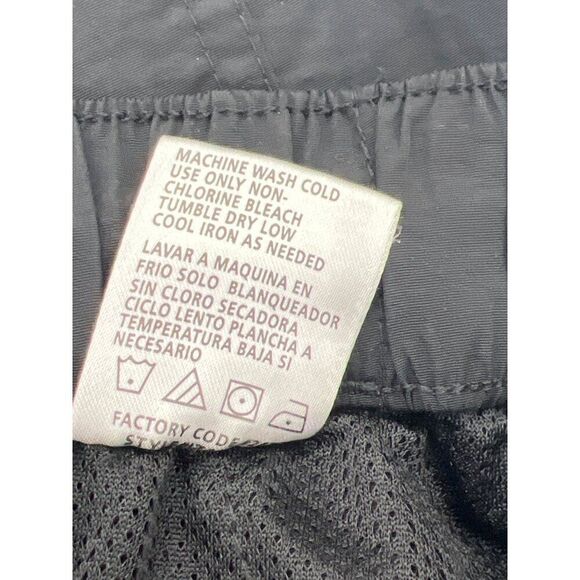 MACHINE WASH COLD
USE ONLY NON-
CHLORINE BLEACH
TUMBLE DRY LOW
COOL IRON AS NEEDED
LAVAR A MAQUINA EN
FRIO SOLO BLANQUEADOR
SIN CLORO SECADORA
CICLO LENTO PLANCHA A
TEMPERATURA BAJA SI
NECESARIO
FACTORY CODE